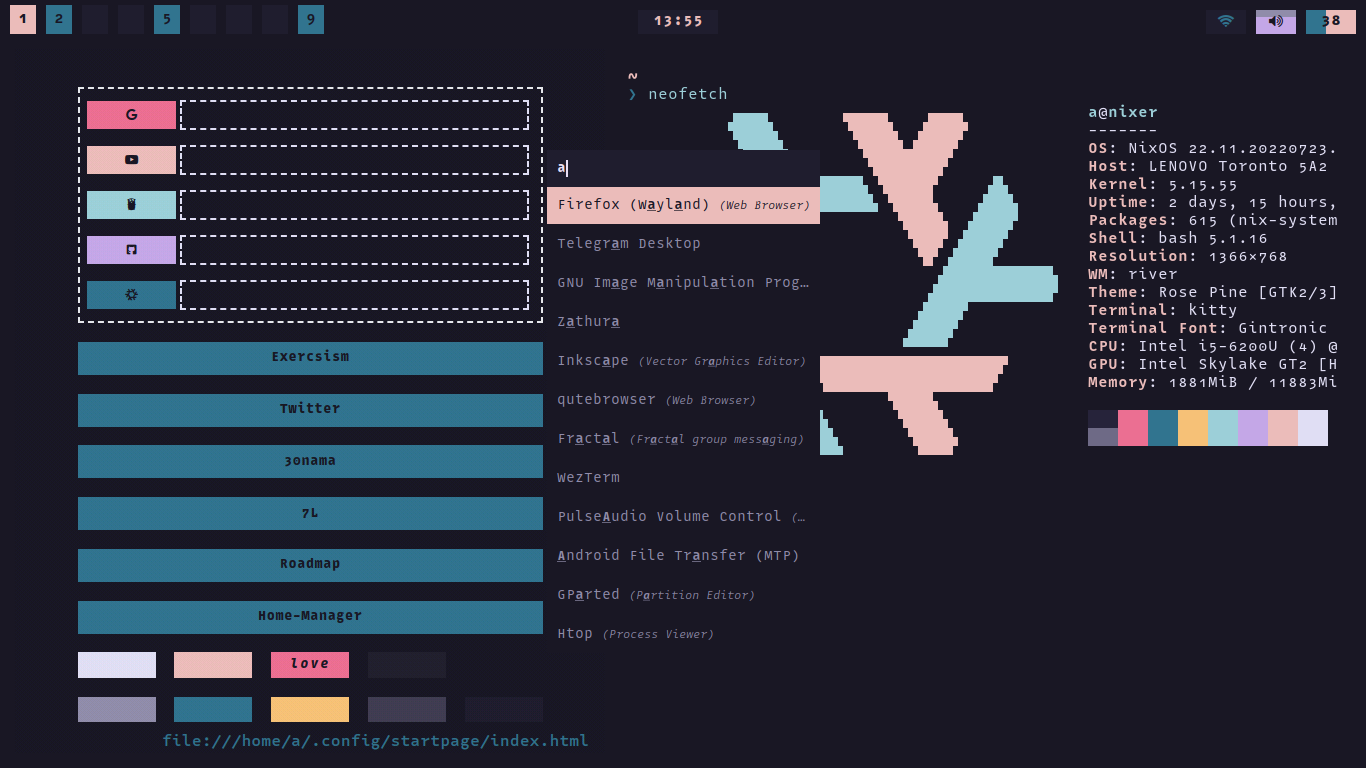 1 2 5 9
13:55
38
~
❯ neofetch
G
a
Firefox (Wayland) (Web Browser)
Telegram Desktop
GNU Image Manipulation Prog…
Zathura
Inkscape (Vector Graphics Editor)
qutebrowser (Web Browser)
Fractal (Fractal group messaging)
WezTerm
PulseAudio Volume Control (…
Android File Transfer (MTP)
GParted (Partition Editor)
Htop (Process Viewer)
a@nixer
-------
OS: NixOS 22.11.20220723.
Host: LENOVO Toronto 5A2
Kernel: 5.15.55
Uptime: 2 days, 15 hours,
Packages: 615 (nix-system
Shell: bash 5.1.16
Resolution: 1366x768
WM: river
Theme: Rose Pine [GTK2/3]
Terminal: kitty
Terminal Font: Gintronic
CPU: Intel i5-6200U (4) @
GPU: Intel Skylake GT2 [H
Memory: 1881MiB / 11883Mi
Exercsism
Twitter
30nama
7L
Roadmap
Home-Manager
love
file:///home/a/.config/startpage/index.html